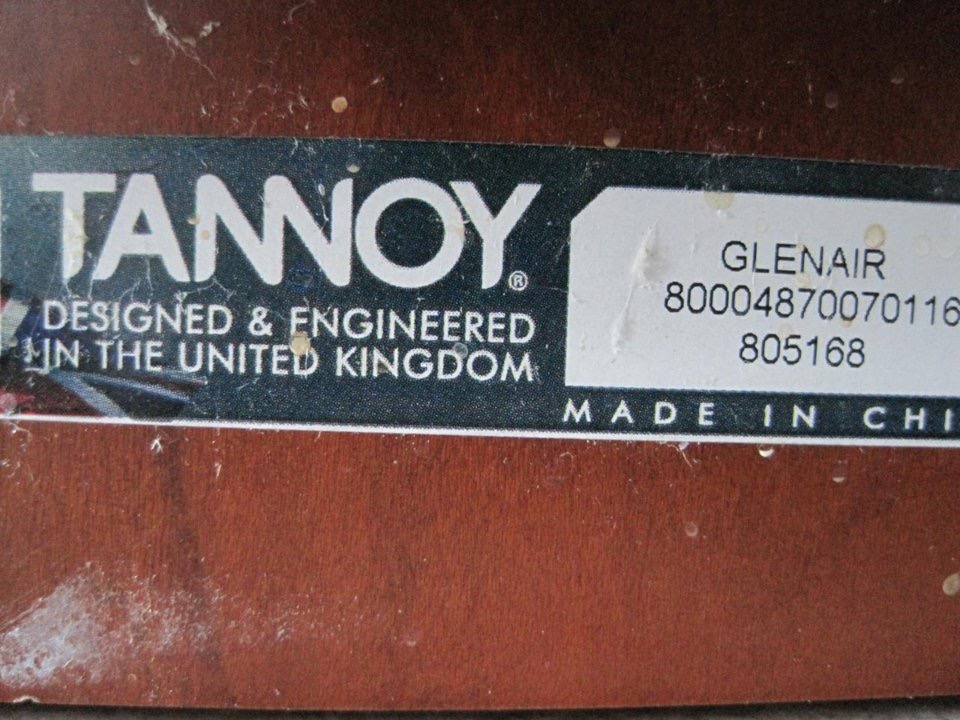 TANNOY®
DESIGNED & ENGINEERED
IN THE UNITED KINGDOM
GLENAIR
80004870070116
805168
MADE IN CHI